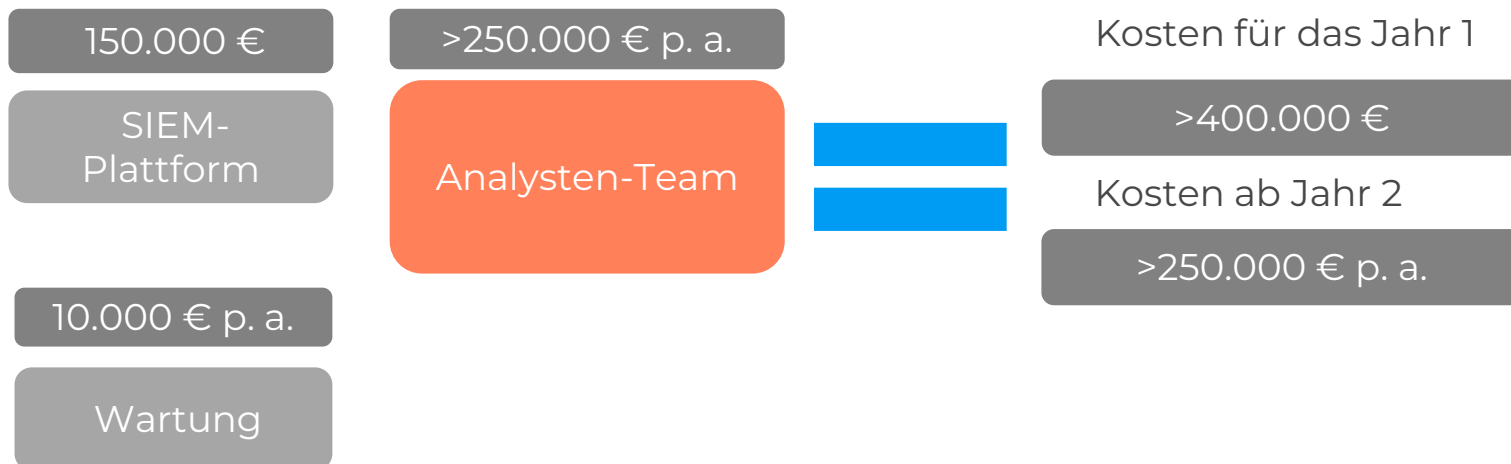 150.000 €
SIEM-
Plattform
10.000 € p. a.
Wartung
>250.000 € p. a.
Analysten-Team
Kosten für das Jahr 1
>400.000 €
Kosten ab Jahr 2
>250.000 € p. a.